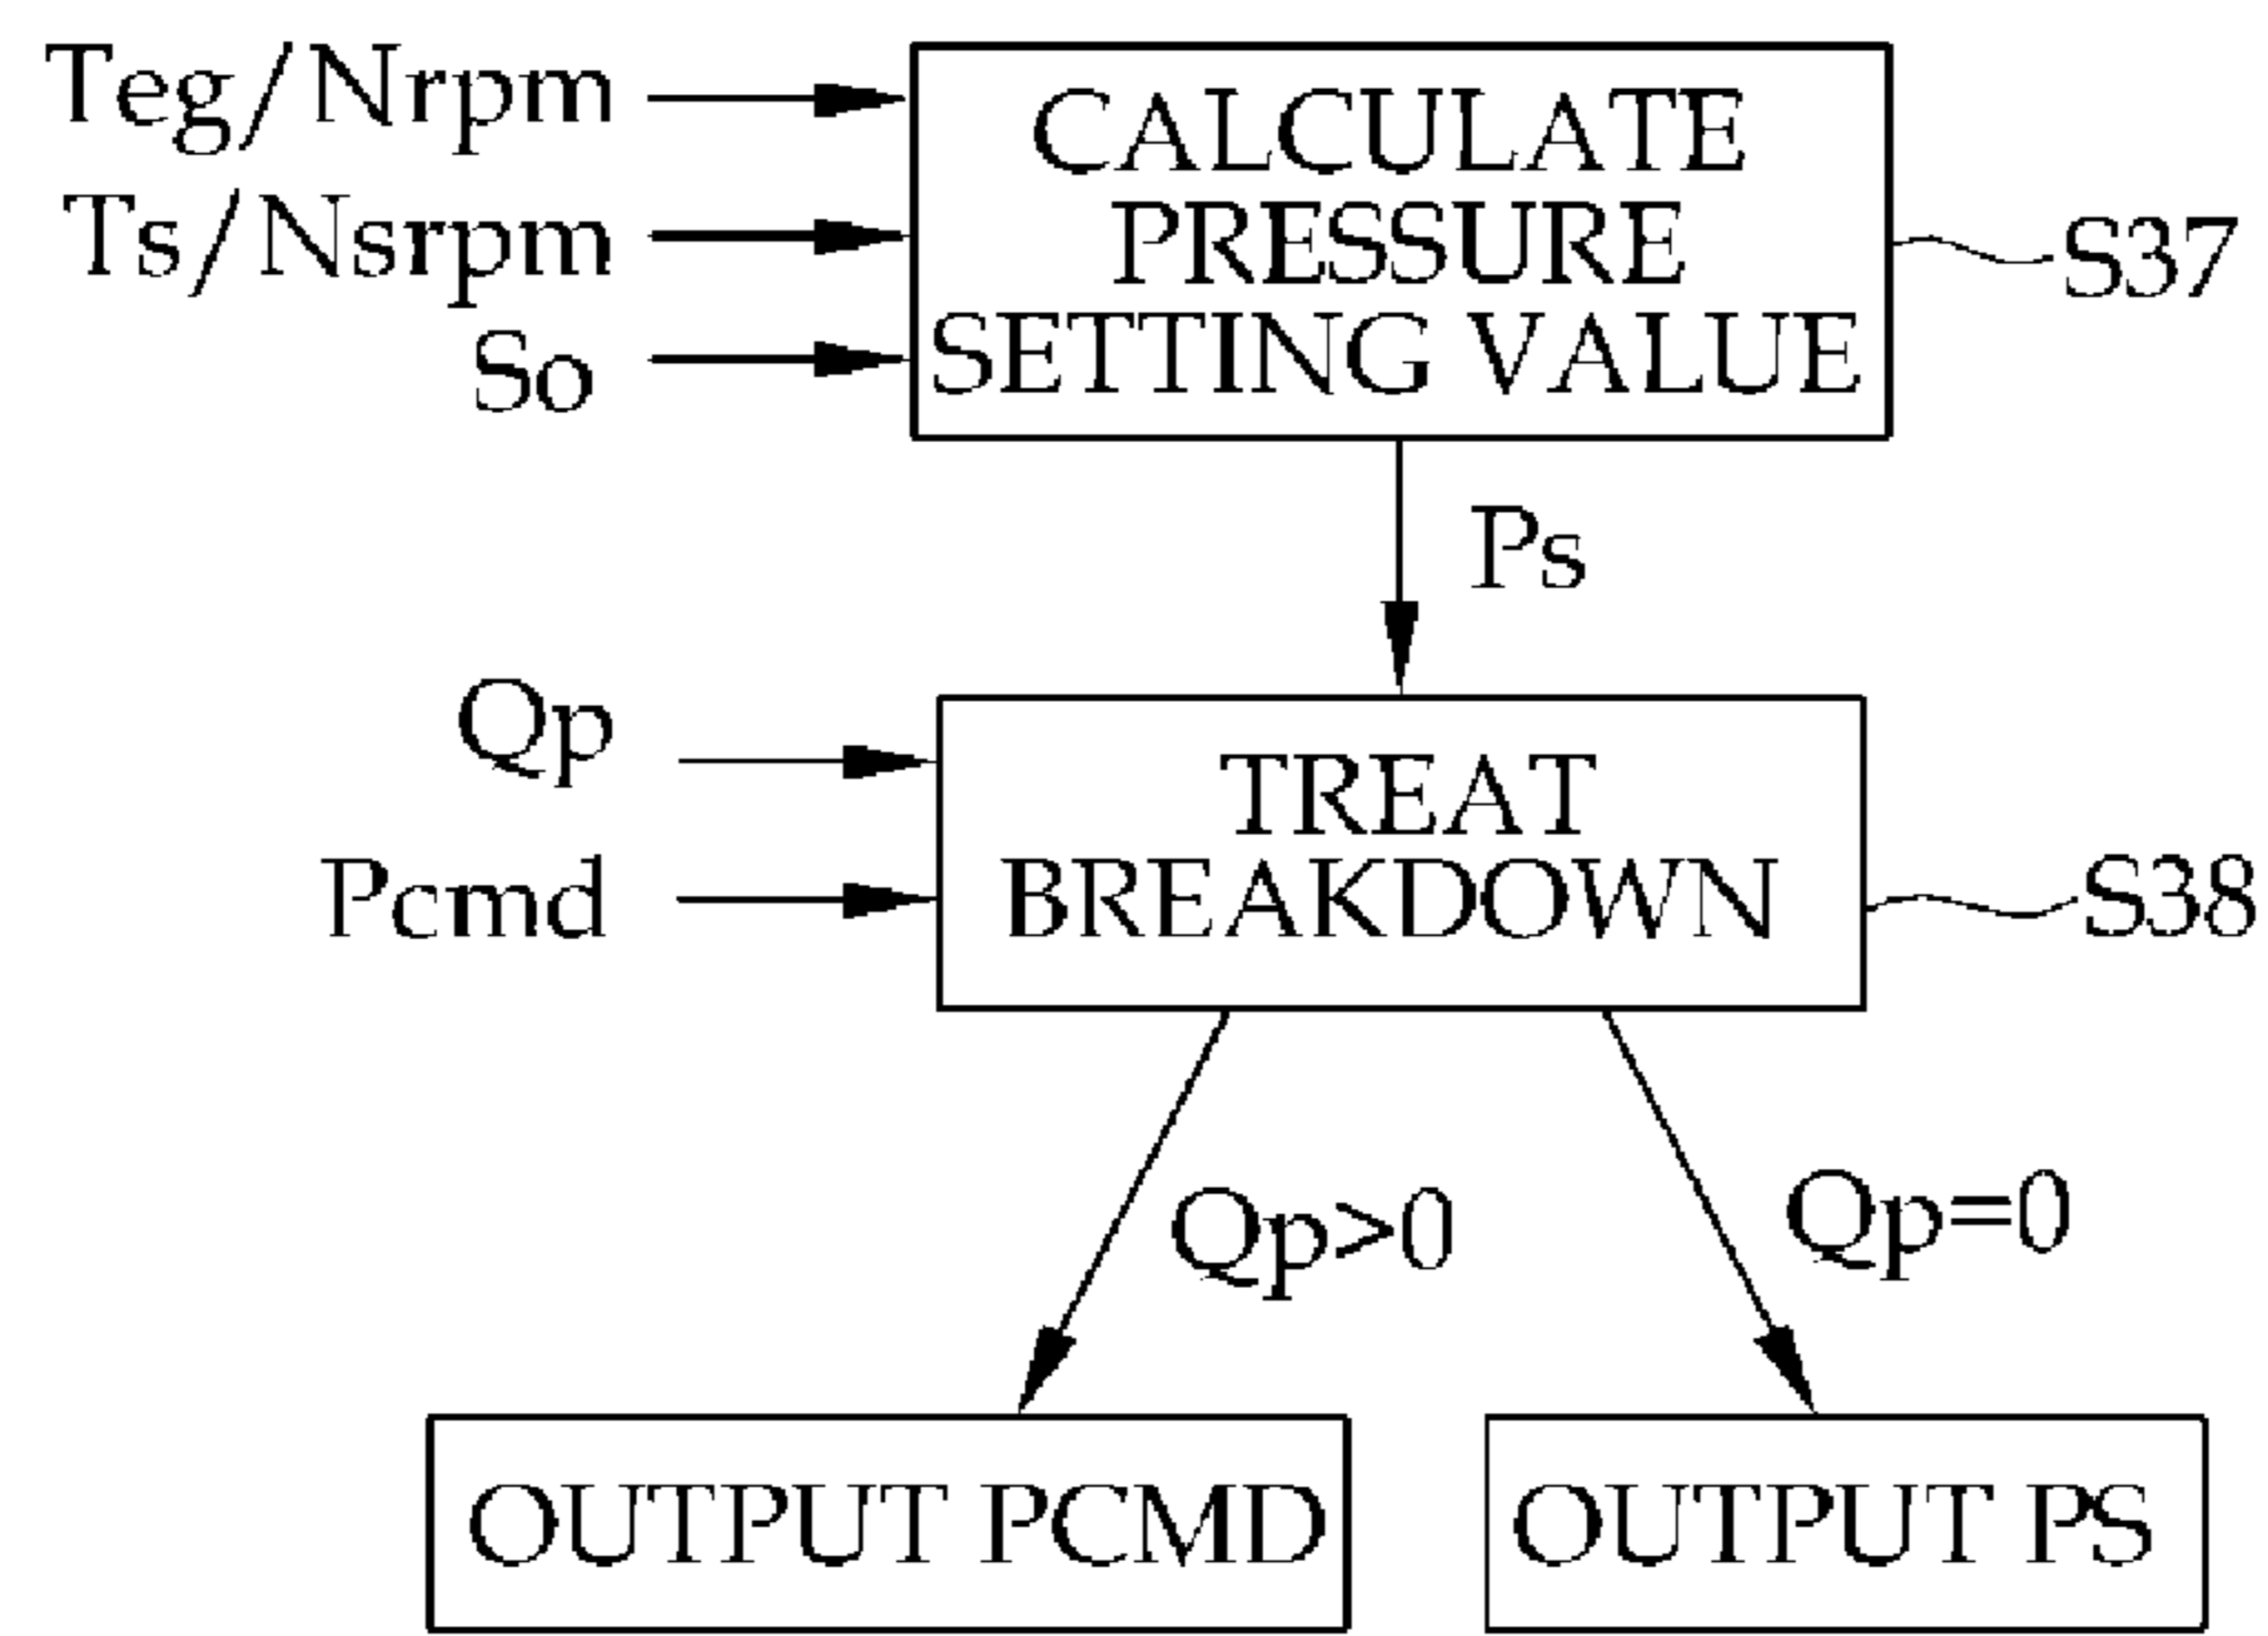 Teg/Nrpm
Ts/Nsrpm
So
CALCULATE
PRESSURE
SETTING VALUE
S37
Ps
Qp
Pcmd
TREAT
BREAKDOWN
S38
Qp>0
Qp=0
OUTPUT PCMD
OUTPUT PS